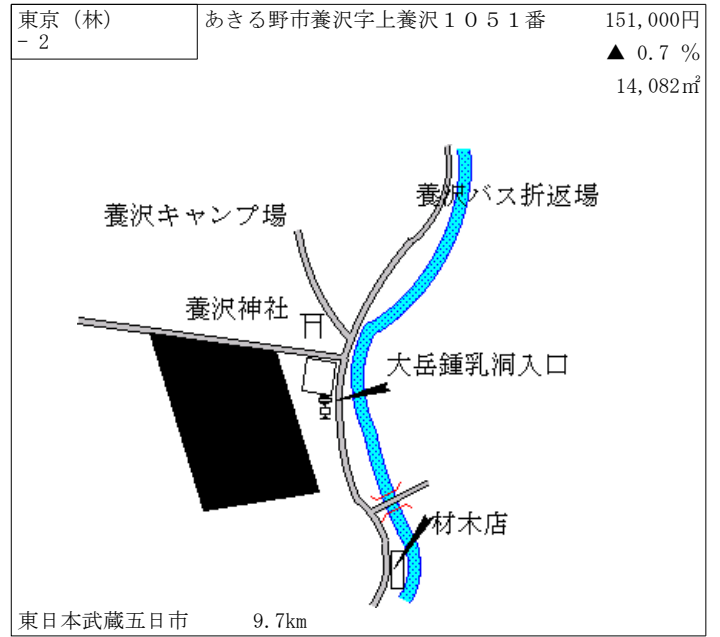 東京（林）
－２
あきる野市養沢字上養沢１０５１番
151,000円
▲ 0.7 %
14,082㎡
養沢バス折返場
養沢キャンプ場
養沢神社
大岳鍾乳洞入口
材木店
東日本武蔵五日市 9.7km